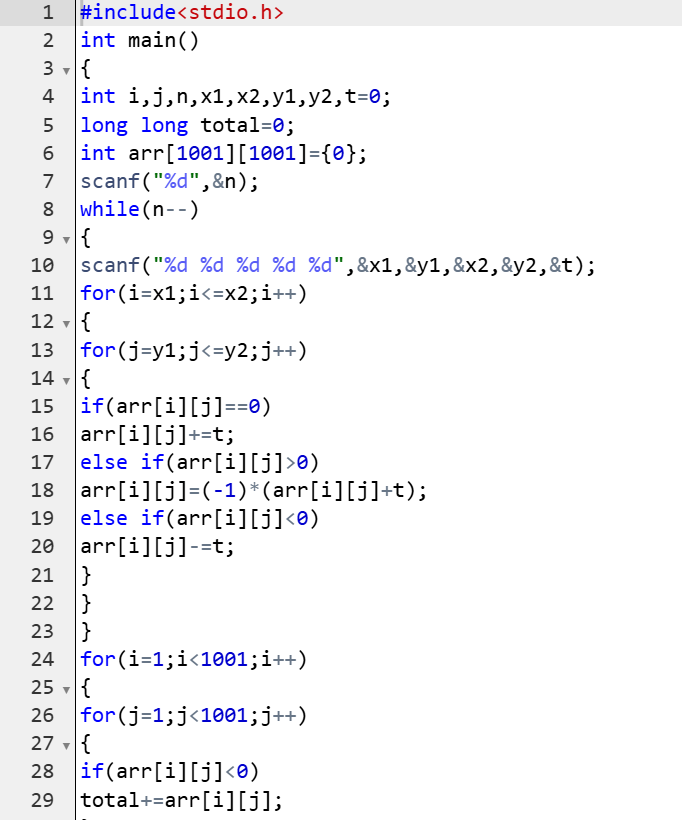 1 #include<stdio.h>
2 int main()
3 {
4 int i,j,n,x1,x2,y1,y2,t=0;
5 long long total=0;
6 int arr[1001][1001]={0};
7 scanf("%d",&n);
8 while(n--)
9 {
10 scanf("%d %d %d %d %d",&x1,&y1,&x2,&y2,&t);
11 for(i=x1;i<=x2;i++)
12 {
13 for(j=y1;j<=y2;j++)
14 {
15 if(arr[i][j]==0)
16 arr[i][j]+=t;
17 else if(arr[i][j]>0)
18 arr[i][j]=(-1)*(arr[i][j]+t);
19 else if(arr[i][j]<0)
20 arr[i][j]-=t;
21 }
22 }
23 }
24 for(i=1;i<1001;i++)
25 {
26 for(j=1;j<1001;j++)
27 {
28 if(arr[i][j]<0)
29 total+=arr[i][j];